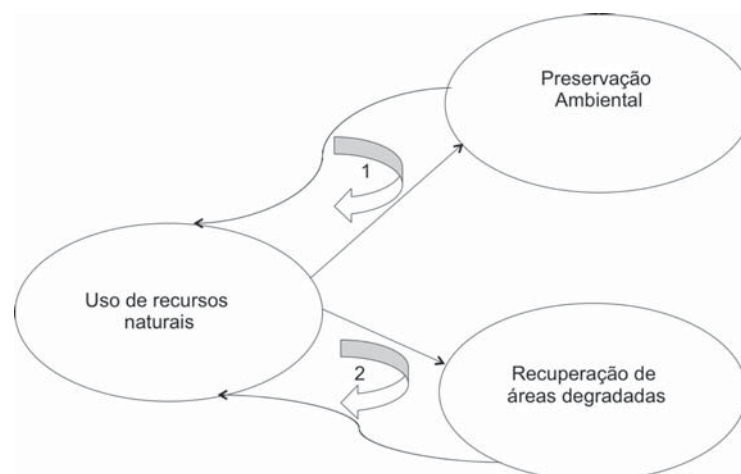 Preservação
Ambiental
1
Uso de recursos
naturais
2
Recuperação de
áreas degradadas